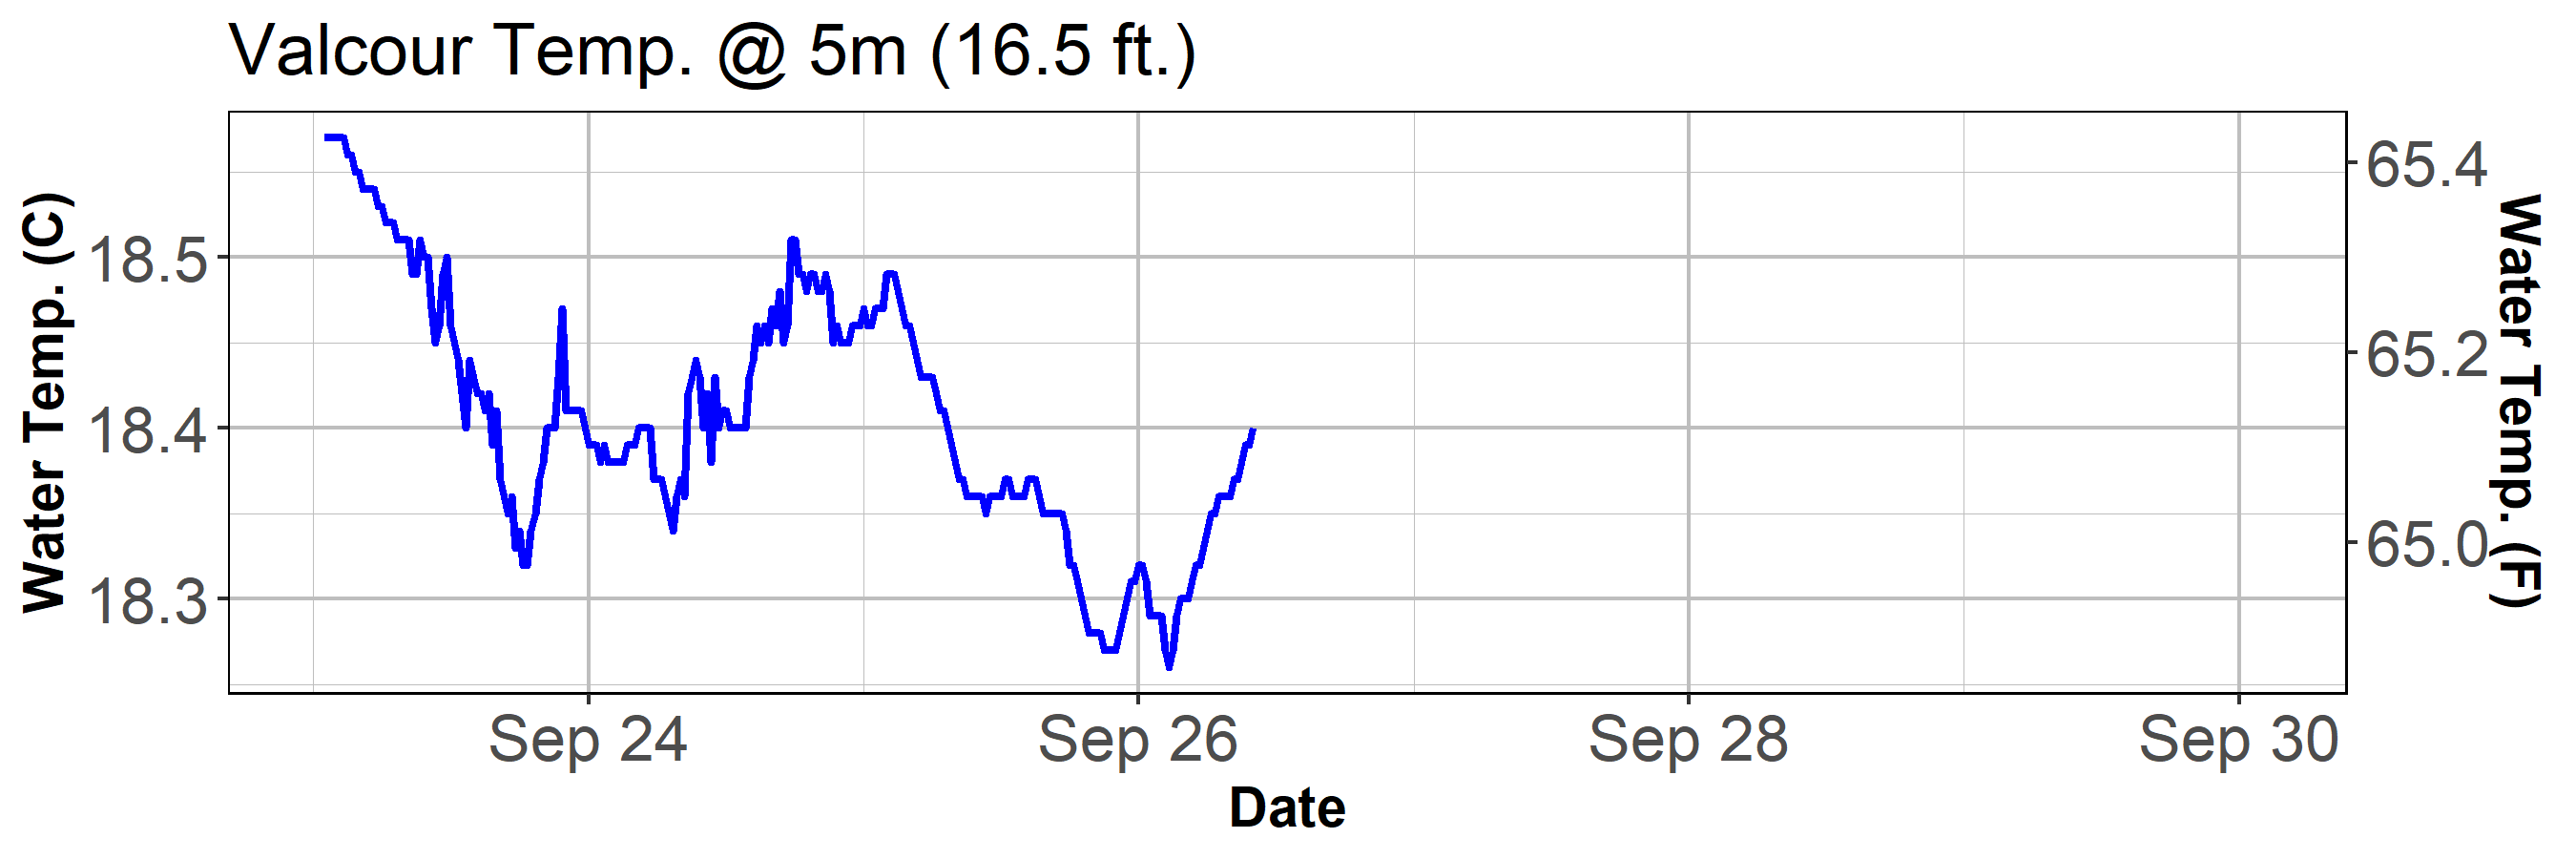 Valcour Temp. @ 5m (16.5 ft.)
Water Temp. (C)
18.5
18.4
18.3
65.4
65.2
65.0
Water Temp. (F)
Sep 24
Sep 26
Sep 28
Sep 30
Date